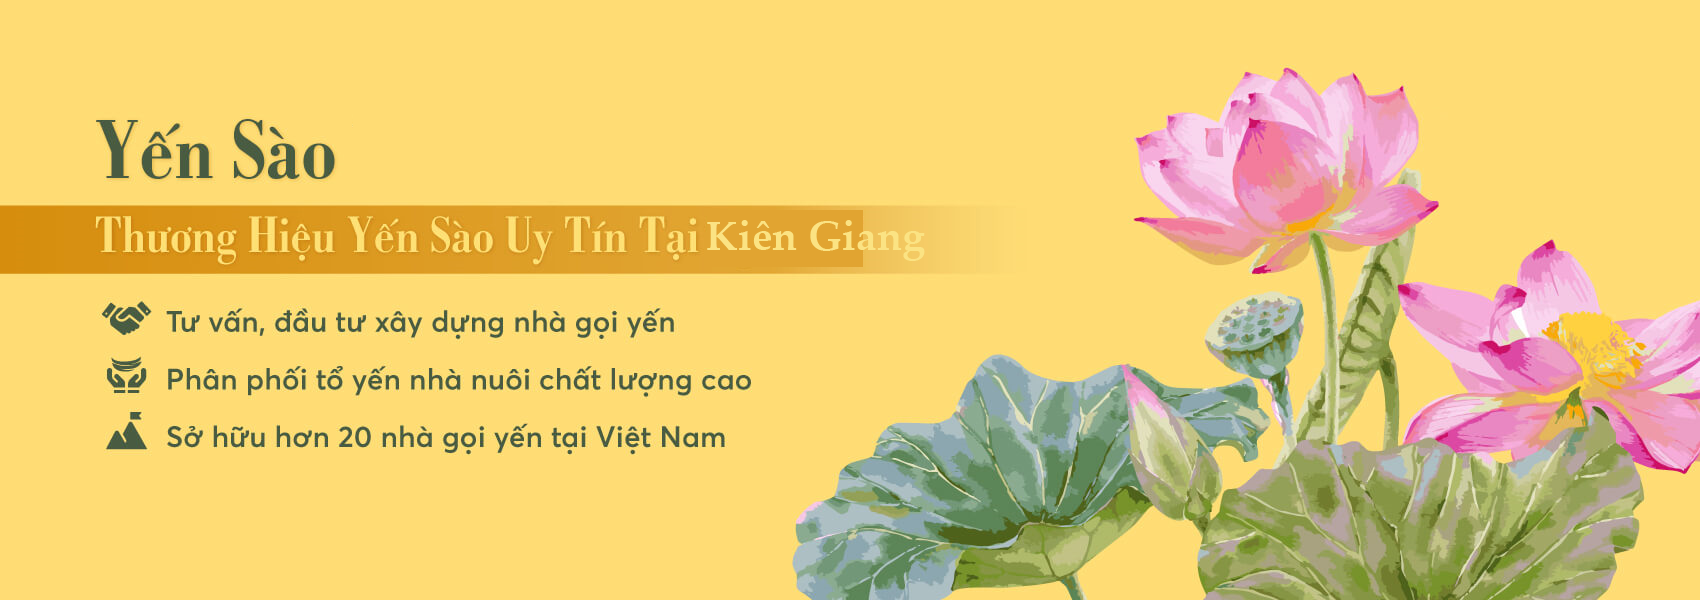 Yến Sào
Thương Hiệu Yến Sào Uy Tín Tại Kiên Giang
Tư vấn, đầu tư xây dựng nhà gọi yến
Phân phối tổ yến nhà nuôi chất lượng cao
Sở hữu hơn 20 nhà gọi yến tại Việt Nam